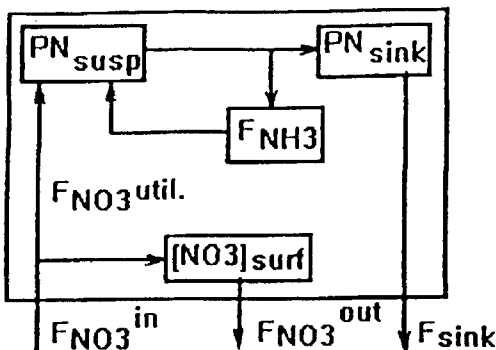 PNsusp
PNsink
FNH3
FNO3util.
[NO3]surf
FNO3in
FNO3out
Fsink